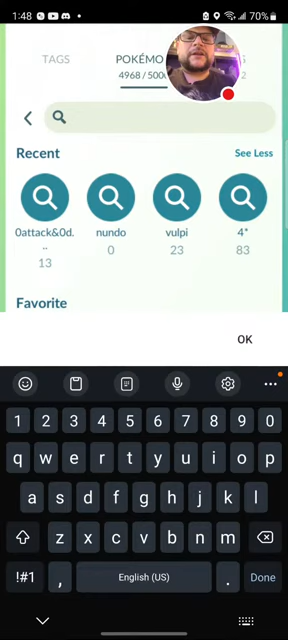 1:48
70%
TAGS
POKÉMO
4968 / 500
2
Recent
See Less
0attack&0d.
..
13
nundo
0
vulpi
23
4*
83
Favorite
OK
1 2 3 4 5 6 7 8 9 0
q w e r t y u i o p
a s d f g h j k l
z x c v b n m
!#1 , English (US) . Done